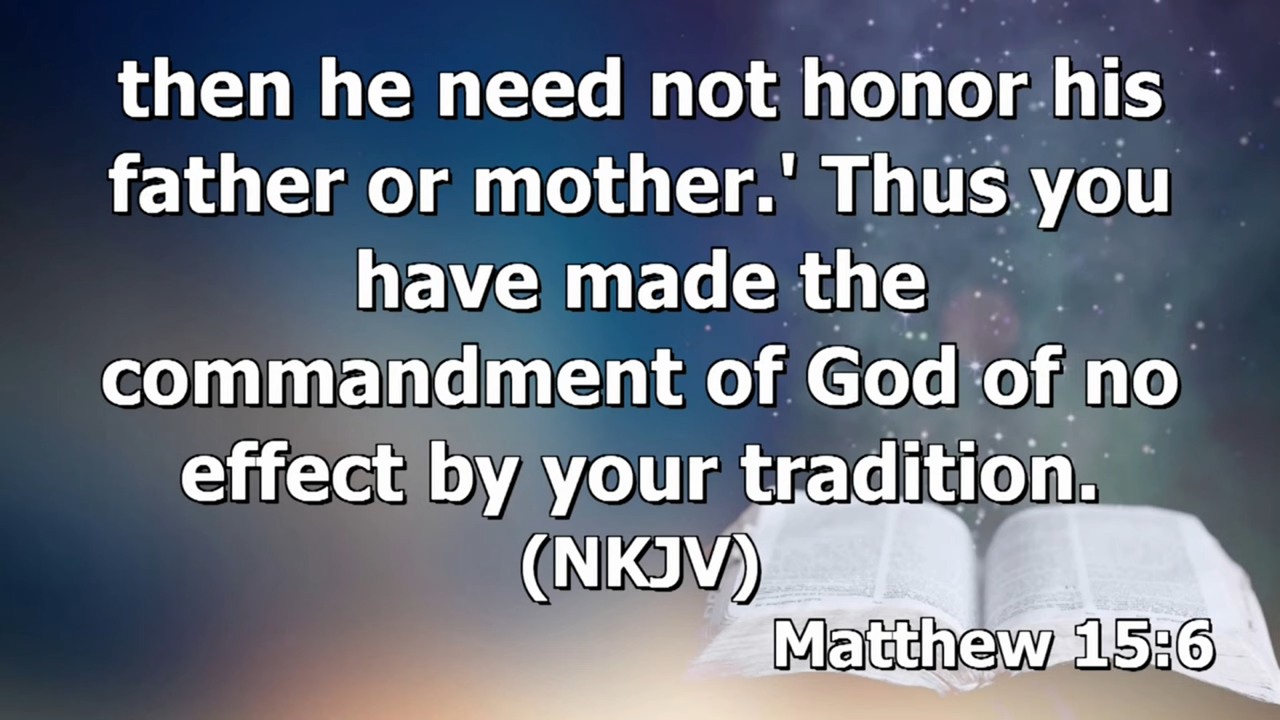 then he need not honor his
father or mother.' Thus you
have made the
commandment of God of no
effect by your tradition.
(NKJV)
Matthew 15:6